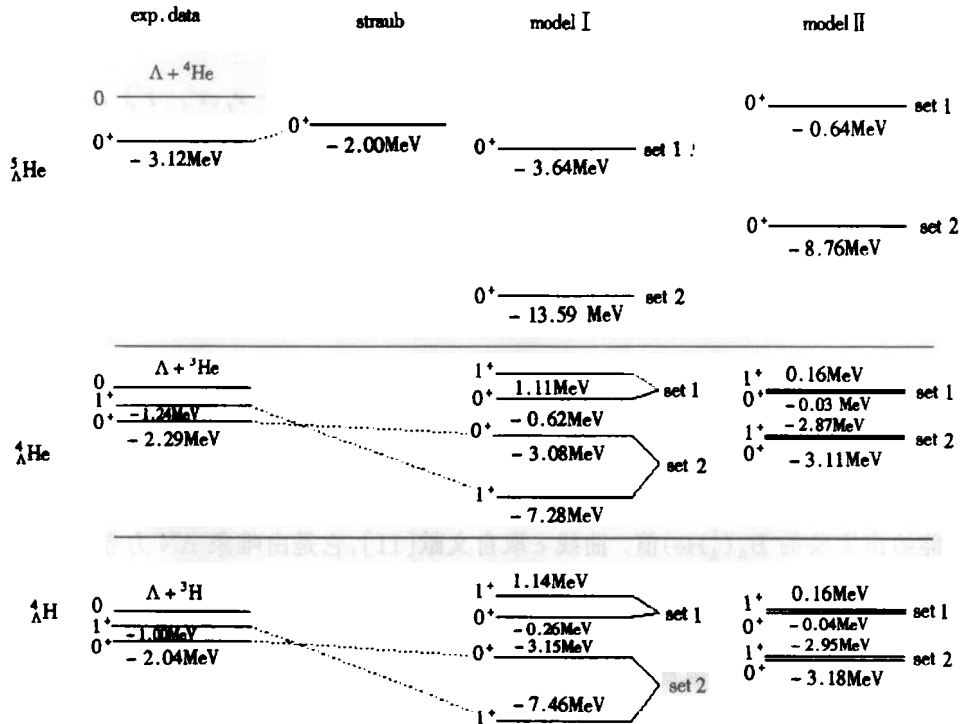 exp. data straub model Ⅰ model Ⅱ
Λ + ⁴He
0
0⁺
- 3.12MeV
0⁺
- 2.00MeV
0⁺ set 1
- 3.64MeV
0⁺ set 1
- 0.64MeV
⁵ΛHe
0⁺ set 2
- 8.76MeV
0⁺ set 2
- 13.59 MeV
Λ + ³He
0
1⁺
- 1.24MeV
0⁺
- 2.29MeV
⁴ΛHe
1⁺
1.11MeV
0⁺ set 1
- 0.62MeV
0⁺
- 3.08MeV
set 2
1⁺
- 7.28MeV
1⁺ 0.16MeV
0⁺ set 1
- 0.03 MeV
1⁺ - 2.87MeV
0⁺ set 2
- 3.11MeV
Λ + ³H
⁴ΛH
0
1⁺
- 1.00MeV
0⁺
- 2.04MeV
1⁺ 1.14MeV
0⁺ set 1
- 0.26MeV
0⁺ - 3.15MeV
set 2
- 7.46MeV
1⁺
1⁺ 0.16MeV
0⁺ set 1
- 0.04MeV
1⁺ - 2.95MeV
0⁺ set 2
- 3.18MeV